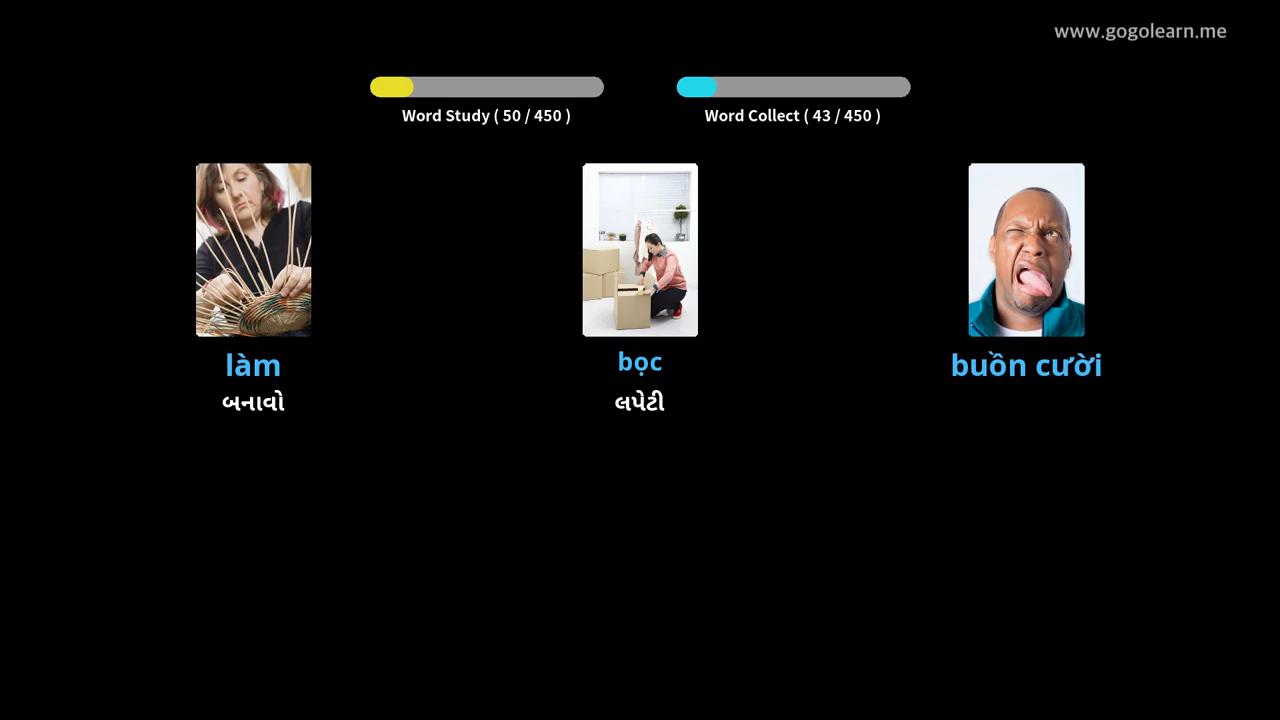 www.gogolearn.me
Word Study ( 50 / 450 )
Word Collect ( 43 / 450 )
làm
બનાવો
bọc
લપેટી
buồn cười